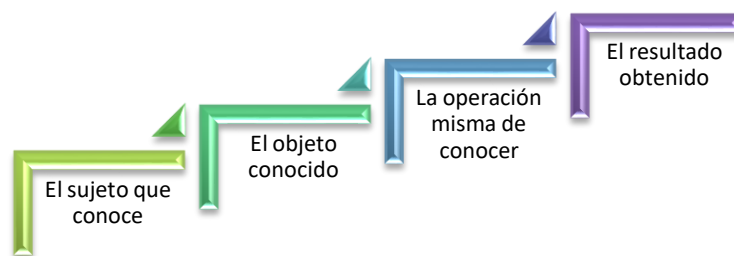 El sujeto que
conoce
El objeto
conocido
La operación
misma de
conocer
El resultado
obtenido